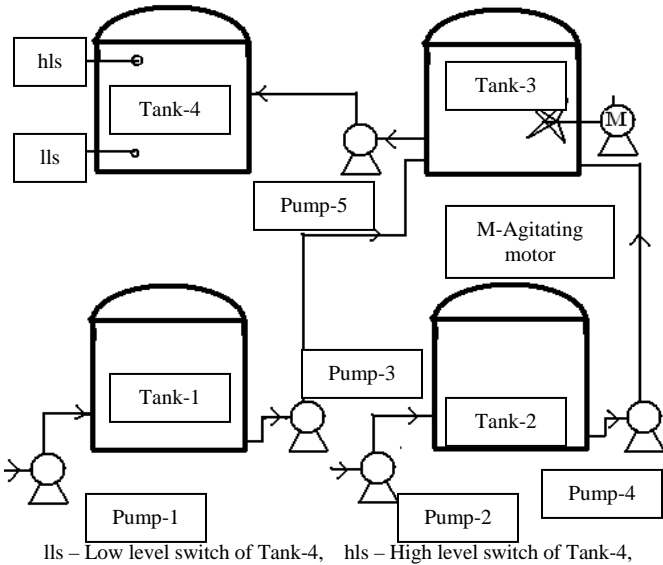 hls
Tank-4
lls
Tank-3
M
Pump-5
M-Agitating
motor
Tank-1
Pump-3
Tank-2
Pump-1
Pump-2
Pump-4
lls – Low level switch of Tank-4, hls – High level switch of Tank-4,